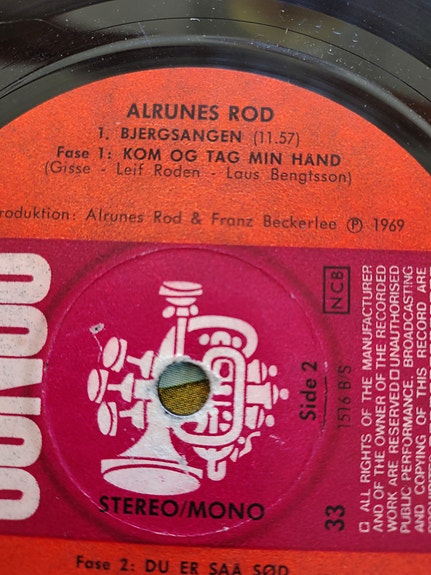 ALRUNES ROD
1. BJERGSANGEN (11.57)
Fase 1: KOM OG TAG MIN HAND
(Gisse - Leif Roden - Laus Bengtsson)
Alrunes Rod & Franz Beckerlee Ⓟ 1969
NCB
Side 2
1516 B/S
33
□ ALL RIGHTS OF THE MANUFACTURER
AND OF THE OWNER OF THE RECORDED
WORK ARE RESERVED □ UNAUTHORISED
PUBLIC PERFORMANCE, BROADCASTING
AND COPYING OF THIS RECORD ARE
STEREO/MONO
Fase 2: DU ER SAA SØD